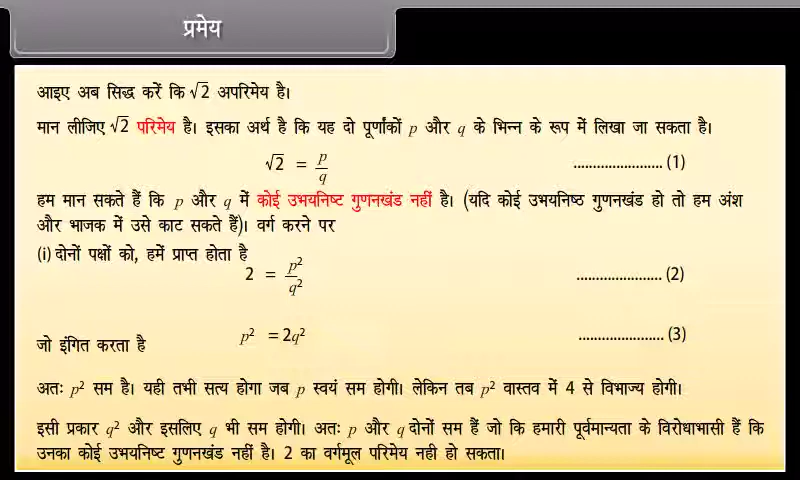 प्रमेय
आइए अब सिद्ध करें कि √2 अपरिमेय है।
मान लीजिए √2 परिमेय है। इसका अर्थ है कि यह दो पूर्णांकों p और q के भिन्न के रूप में लिखा जा सकता है।
√2 = p/q ....................... (1)
हम मान सकते हैं कि p और q में कोई उभयनिष्ट गुणनखंड नहीं है। (यदि कोई उभयनिष्ठ गुणनखंड हो तो हम अंश
और भाजक में उसे काट सकते हैं)। वर्ग करने पर
(i) दोनों पक्षों को, हमें प्राप्त होता है
2 = p²/q² ...................... (2)
जो इंगित करता है p² = 2q² ...................... (3)
अतः p² सम है। यही तभी सत्य होगा जब p स्वयं सम होगी। लेकिन तब p² वास्तव में 4 से विभाज्य होगी।
इसी प्रकार q² और इसलिए q भी सम होगी। अतः p और q दोनों सम हैं जो कि हमारी पूर्वमान्यता के विरोधाभासी हैं कि
उनका कोई उभयनिष्ट गुणनखंड नहीं है। 2 का वर्गमूल परिमेय नही हो सकता।